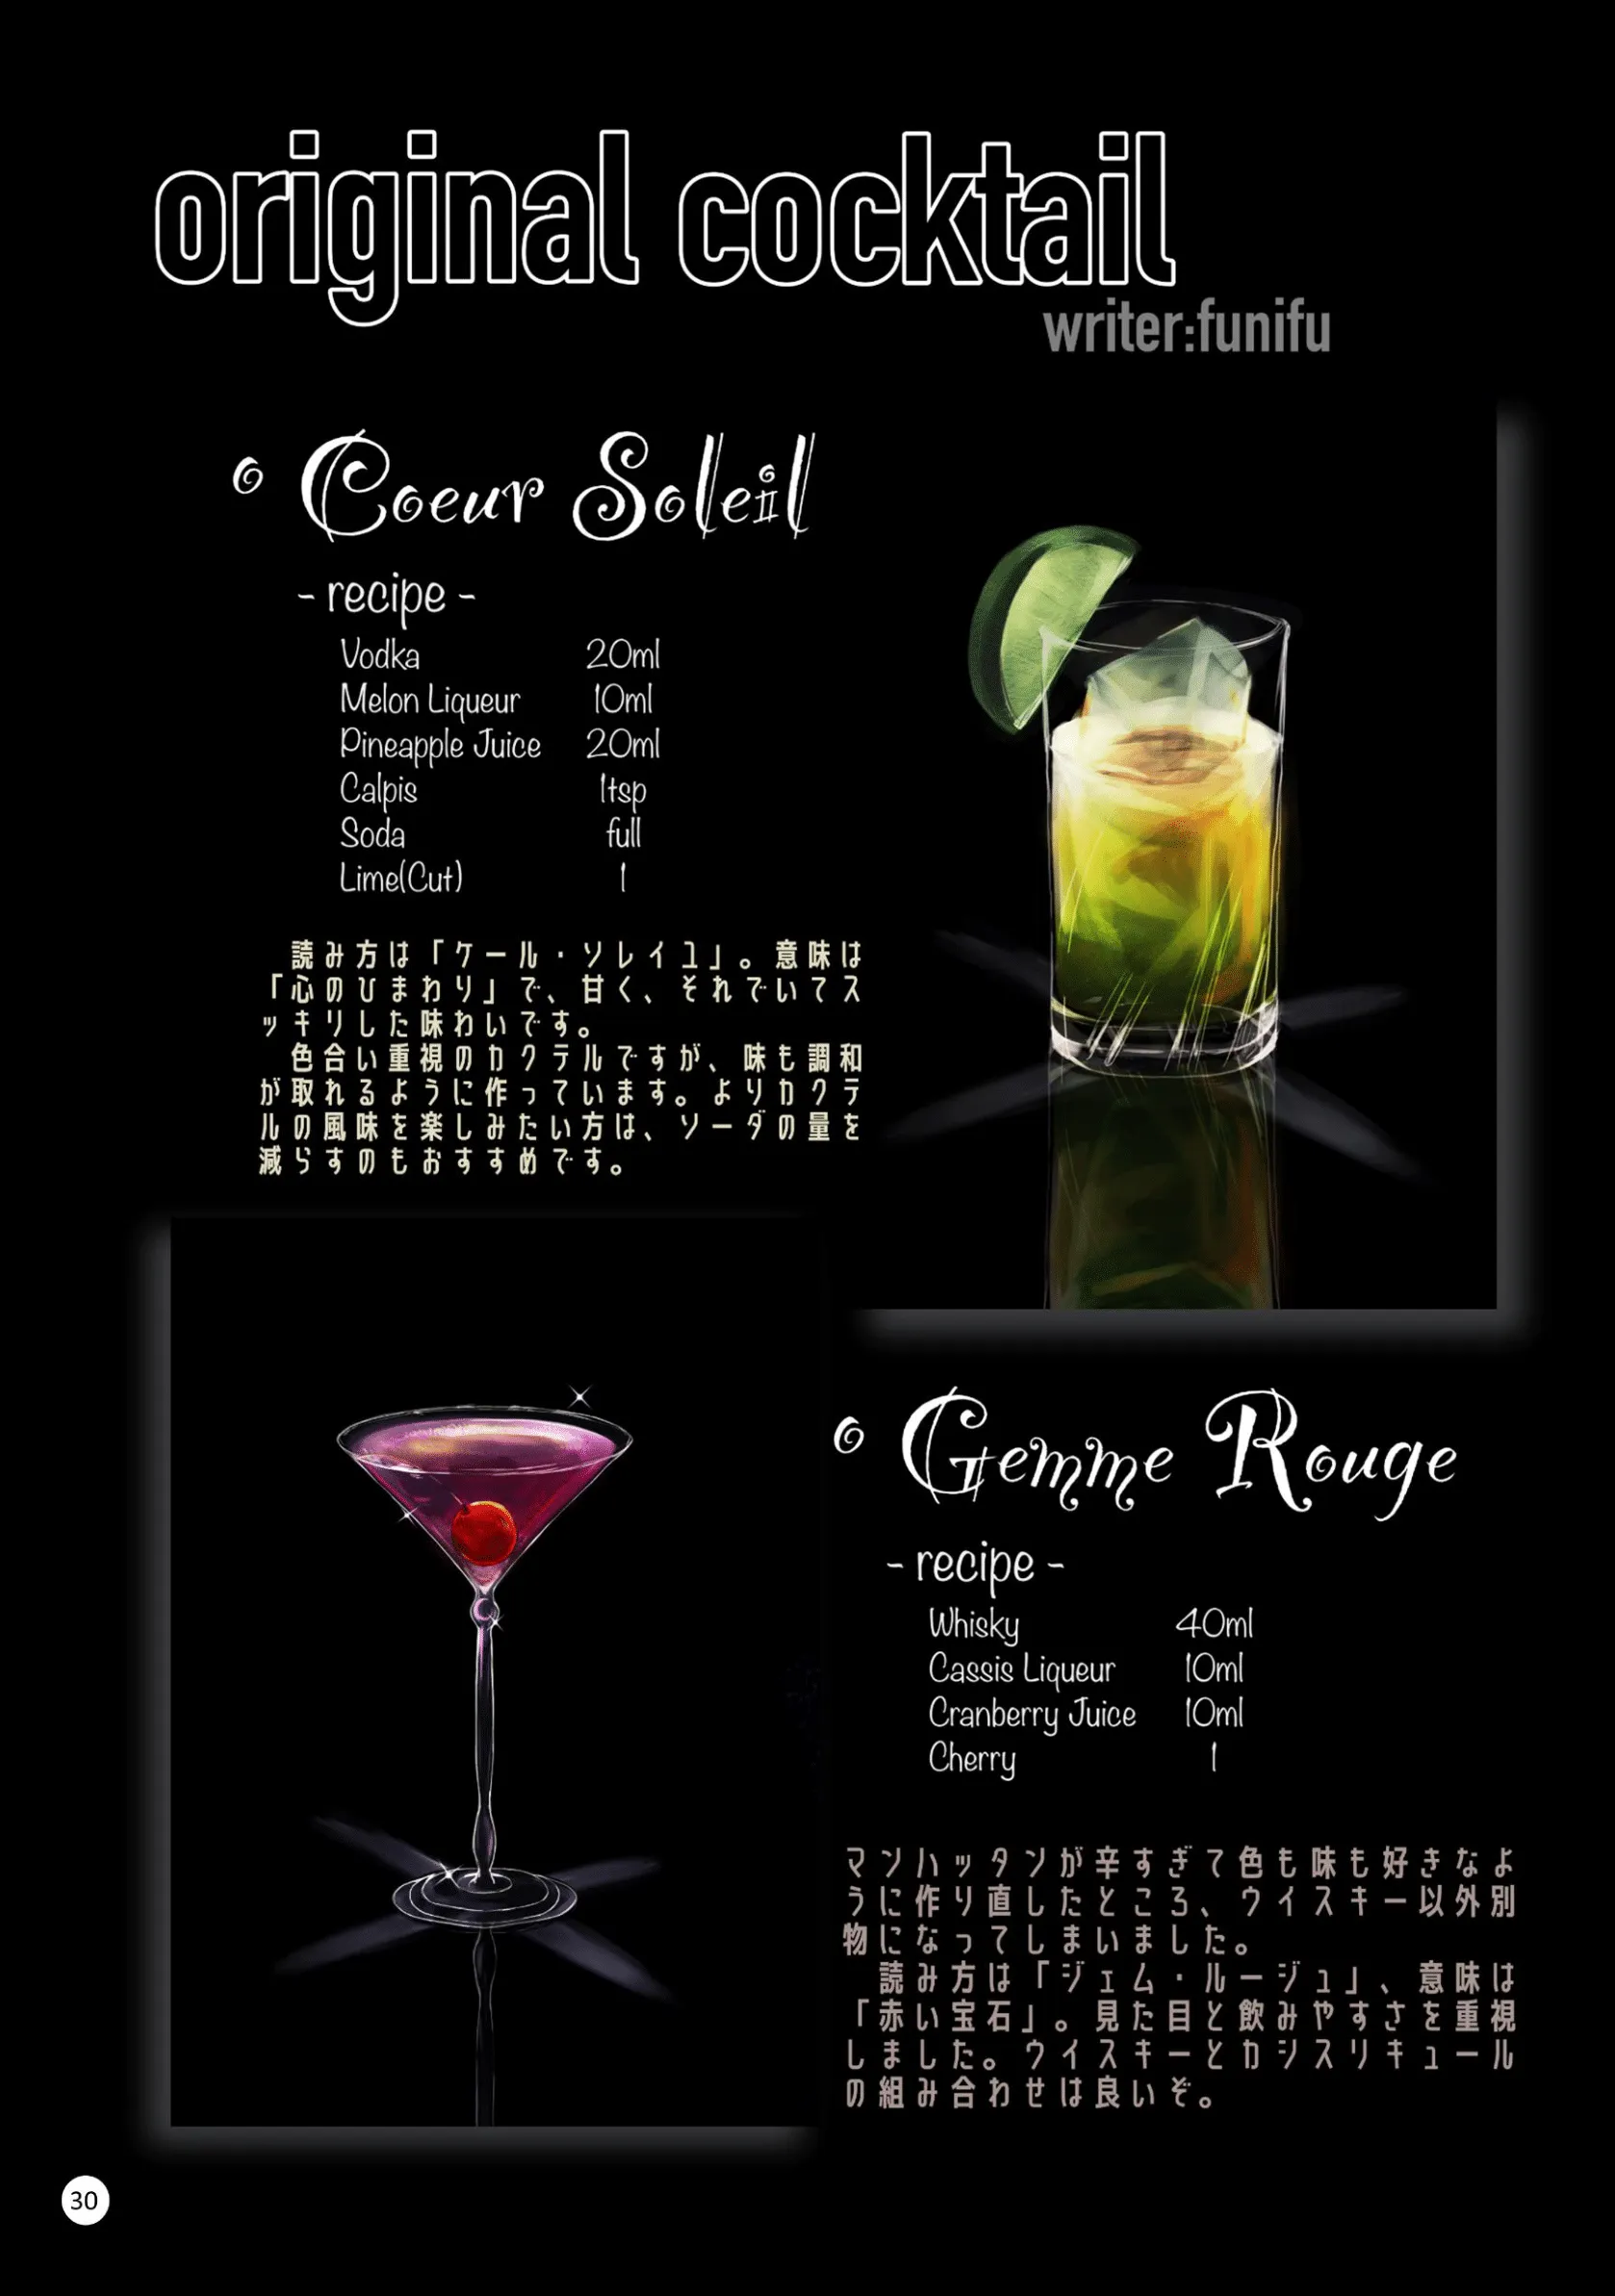 original cocktail
writer:funifu
Coeur Soleil
- recipe -
Vodka 20ml
Melon Liqueur 10ml
Pineapple Juice 20ml
Calpis 1tsp
Soda full
Lime(Cut) 1
読み方は「ケール・ソレイユ」。意味は
「心のひまわり」で、甘く、それでいてス
ッキリした味わいです。
色合い重視のカクテルですが、味も調和
が取れるように作っています。よりカクテ
ルの風味を楽しみたい方は、ソーダの量を
減らすのもおすすめです。
Gemme Rouge
- recipe -
Whisky 40ml
Cassis Liqueur 10ml
Cranberry Juice 10ml
Cherry 1
マンハッタンが辛すぎて色も味も好きなよ
うに作り直したところ、ウイスキー以外別
物になってしまいました。
読み方は「ジェム・ルージュ」、意味は
「赤い宝石」。見た目と飲みやすさを重視
しました。ウイスキーとカシスリキュール
の組み合わせは良いぞ。
30